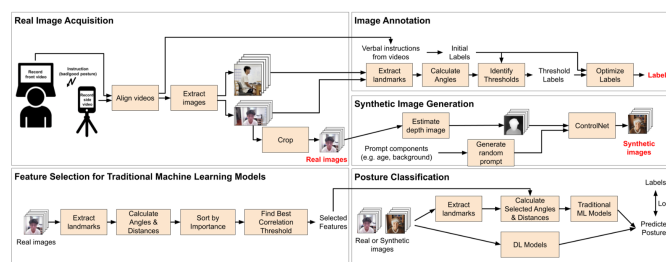 Real Image Acquisition
Record
front video
Instruction
(bad/good posture)
Record
side
video
Align videos
Extract
images
Crop
Real images
Image Annotation
Verbal instructions
from videos
Initial
Labels
Extract
landmarks
Calculate
Angles
Identify
Thresholds
Threshold
Labels
Optimize
Labels
Label
Synthetic Image Generation
Estimate
depth image
ControlNet
Prompt components
(e.g. age, background)
Generate
random
prompt
Synthetic
images
Feature Selection for Traditional Machine Learning Models
Real images
Extract
landmarks
Calculate
Angles &
Distances
Sort by
Importance
Find Best
Correlation
Threshold
Selected
Features
Posture Classification
Real or Synthetic
images
Extract
landmarks
Calculate
Selected Angles
& Distances
Traditional
ML Models
DL Models
Labels
Lo
Predicte
Posture